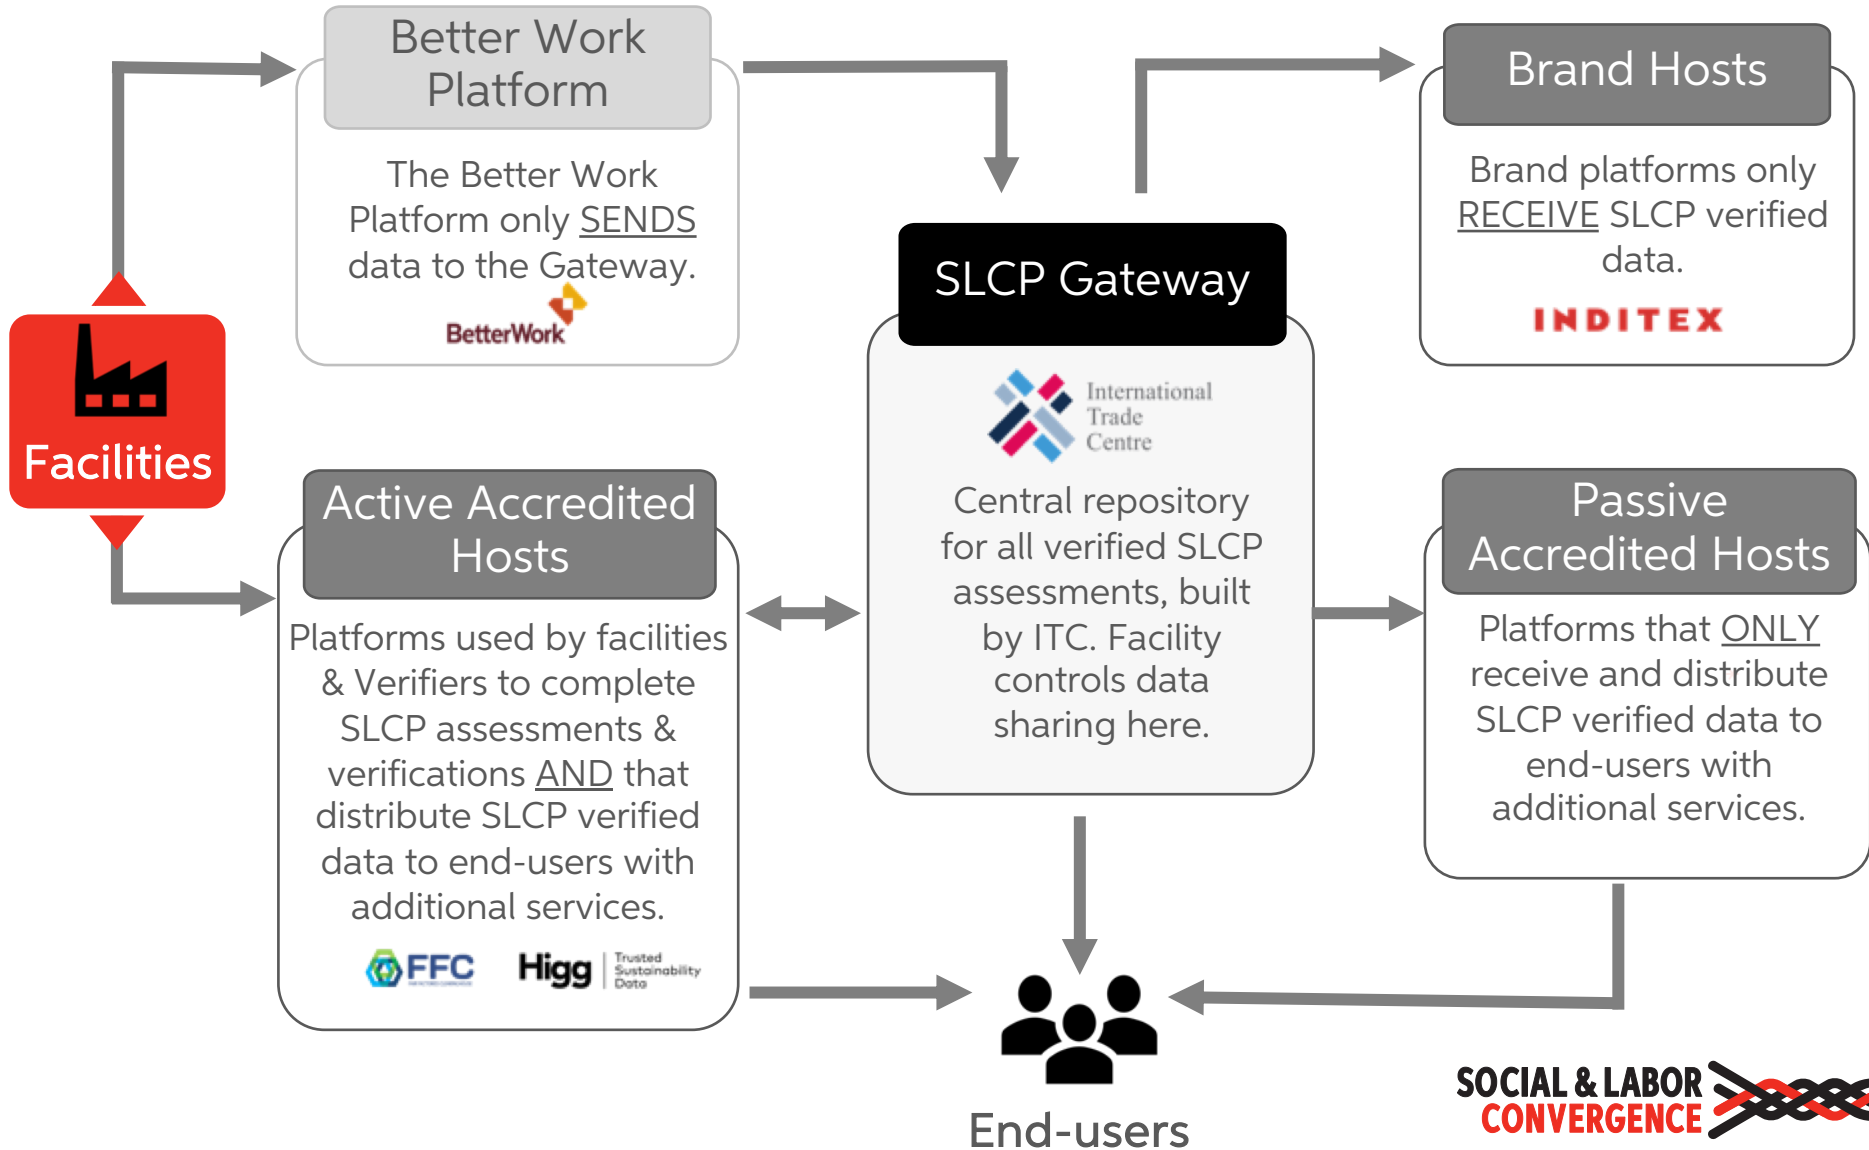 Better Work
Platform
The Better Work
Platform only SENDS
data to the Gateway.
BetterWork
Brand Hosts
Brand platforms only
RECEIVE SLCP verified
data.
INDITEX
SLCP Gateway
International
Trade
Centre
Central repository
for all verified SLCP
assessments, built
by ITC. Facility
controls data
sharing here.
Facilities
Active Accredited
Hosts
Platforms used by facilities
& Verifiers to complete
SLCP assessments &
verifications AND that
distribute SLCP verified
data to end-users with
additional services.
FFC
Higg
Trusted
Sustainability
Data
Passive
Accredited Hosts
Platforms that ONLY
receive and distribute
SLCP verified data to
end-users with
additional services.
End-users
SOCIAL & LABOR
CONVERGENCE